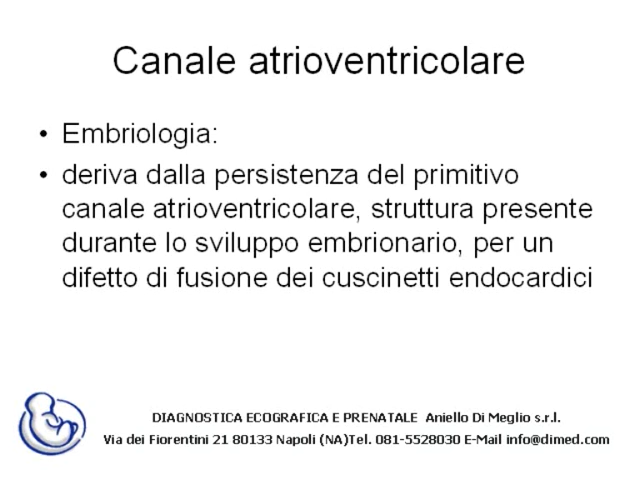 Canale atrioventricolare
• Embriologia:
• deriva dalla persistenza del primitivo
canale atrioventricolare, struttura presente
durante lo sviluppo embrionario, per un
difetto di fusione dei cuscinetti endocardici
DIAGNOSTICA ECOGRAFICA E PRENATALE Aniello Di Meglio s.r.l.
Via dei Fiorentini 21 80133 Napoli (NA)Tel. 081-5528030 E-Mail info@dimed.com